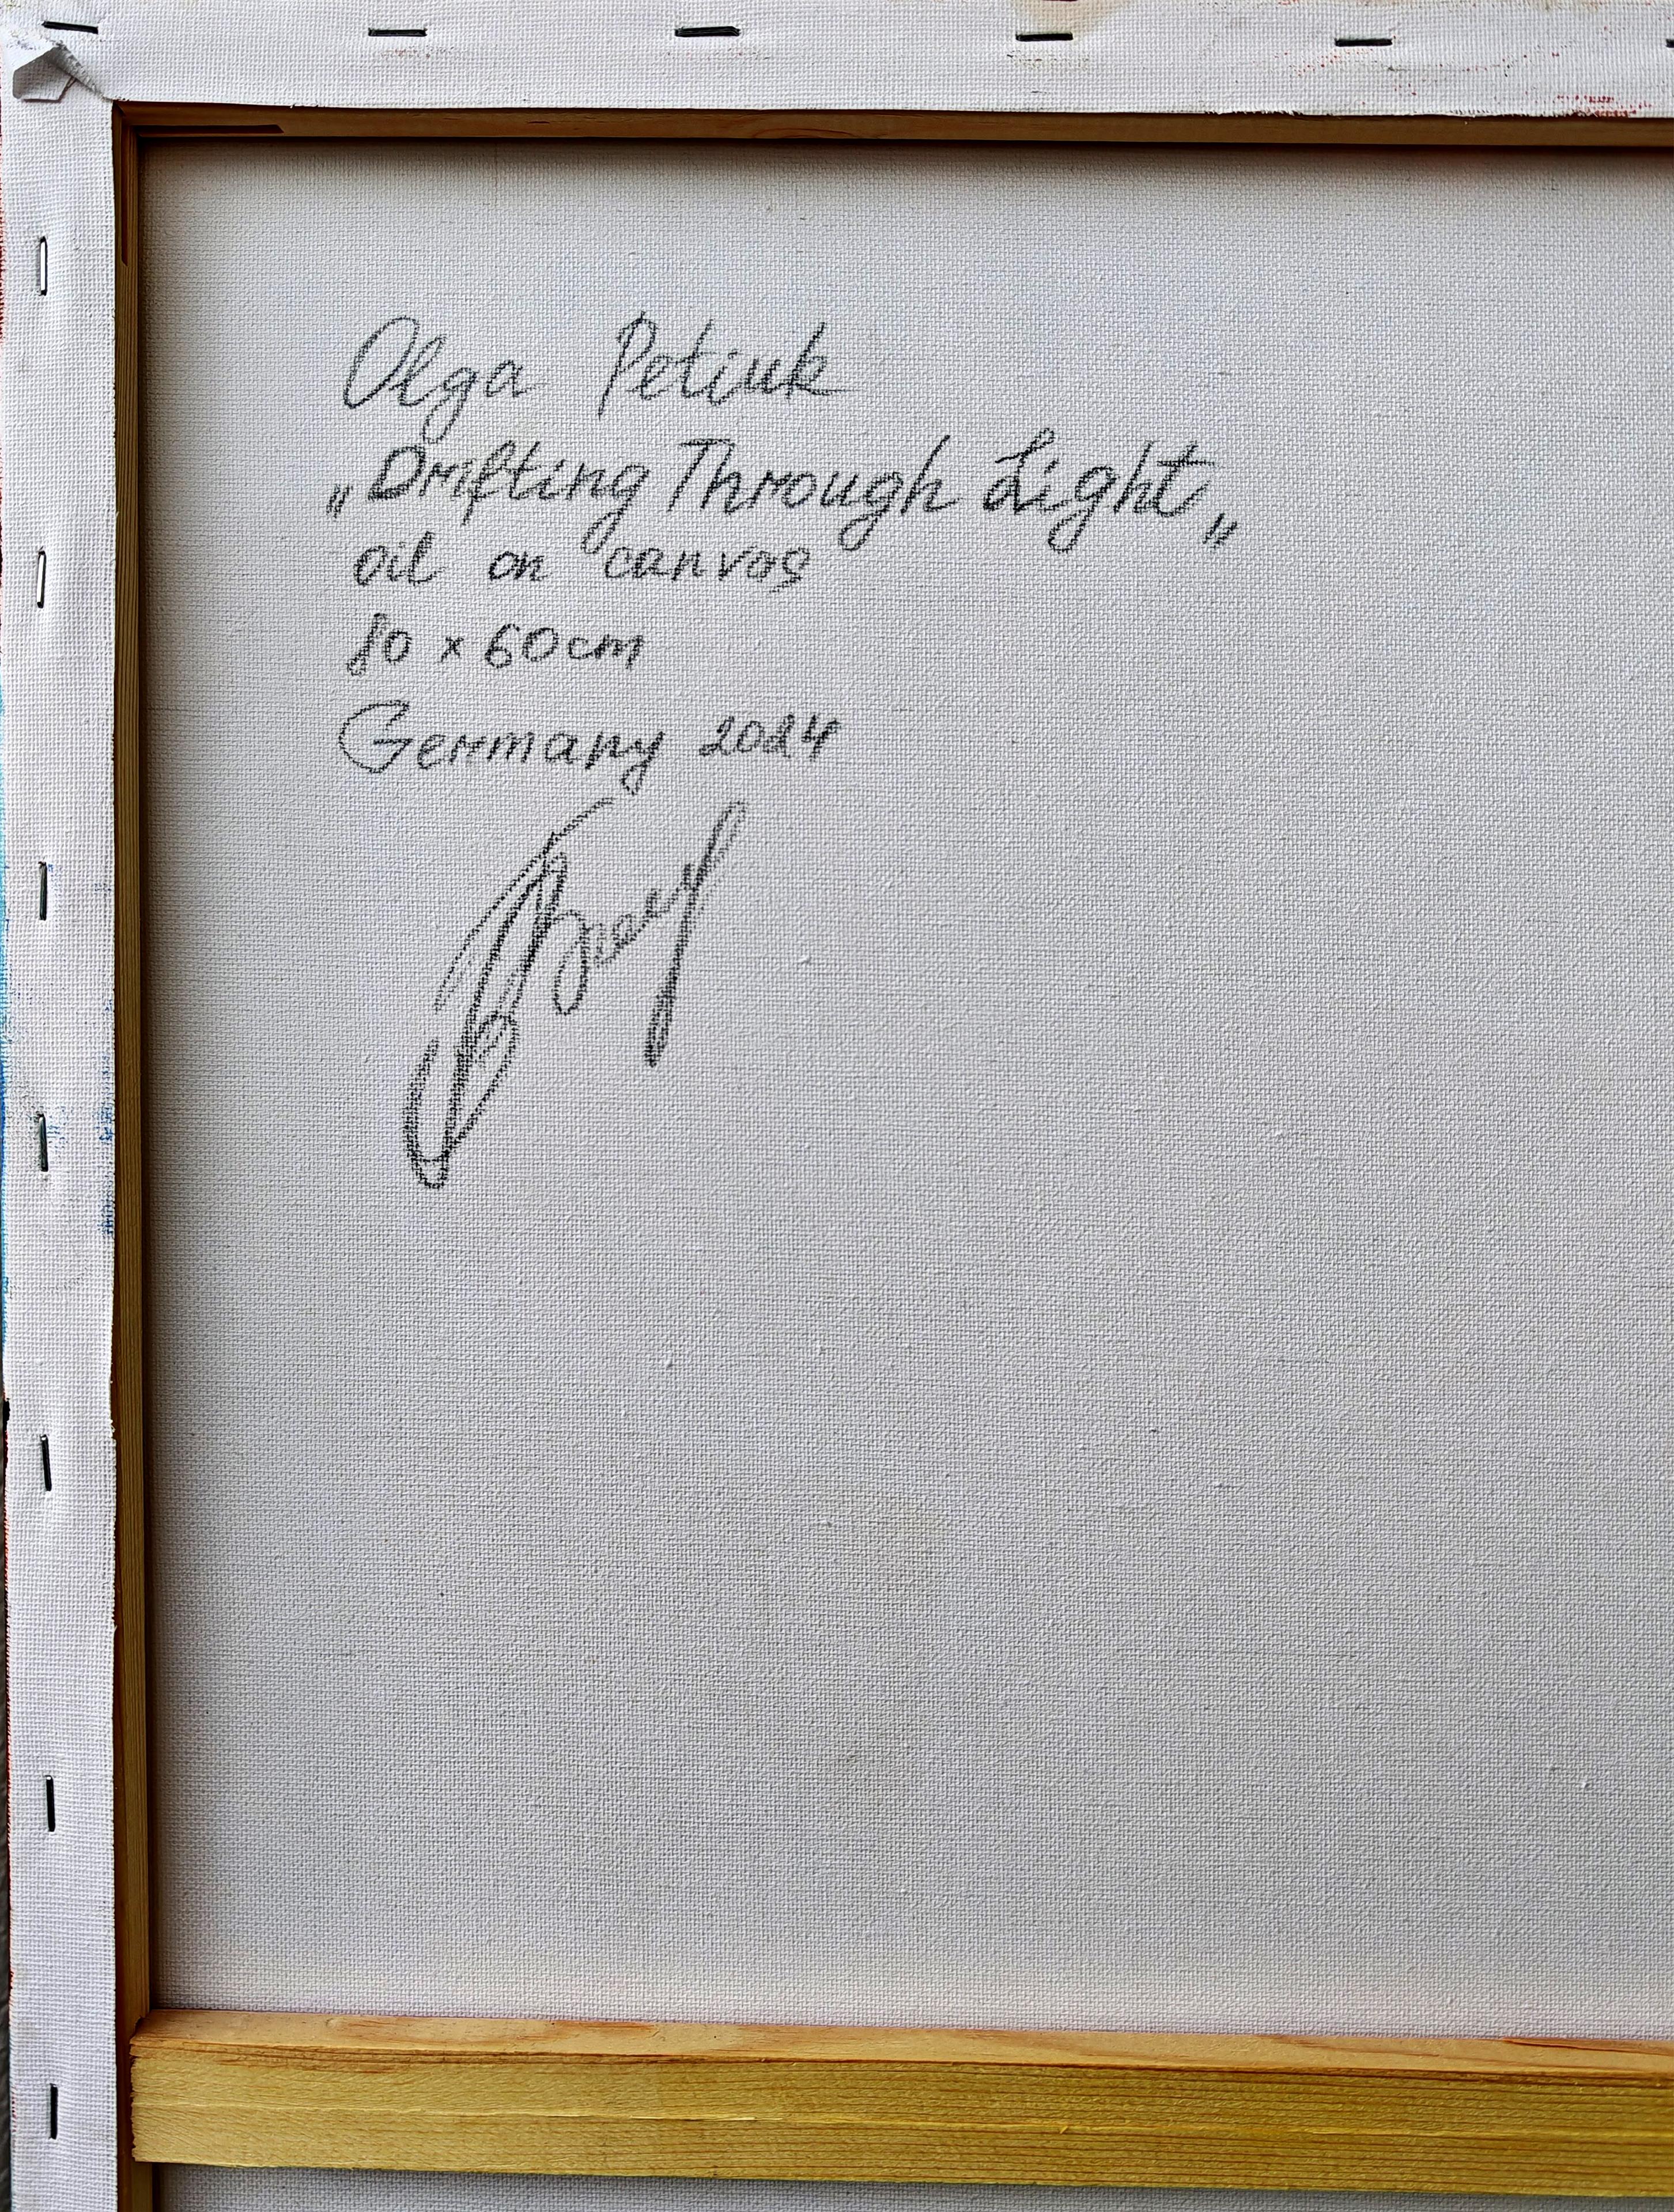 Olga Petiuk
„Drifting Through Light„
oil on canvas
80 x 60cm
Germany 2024